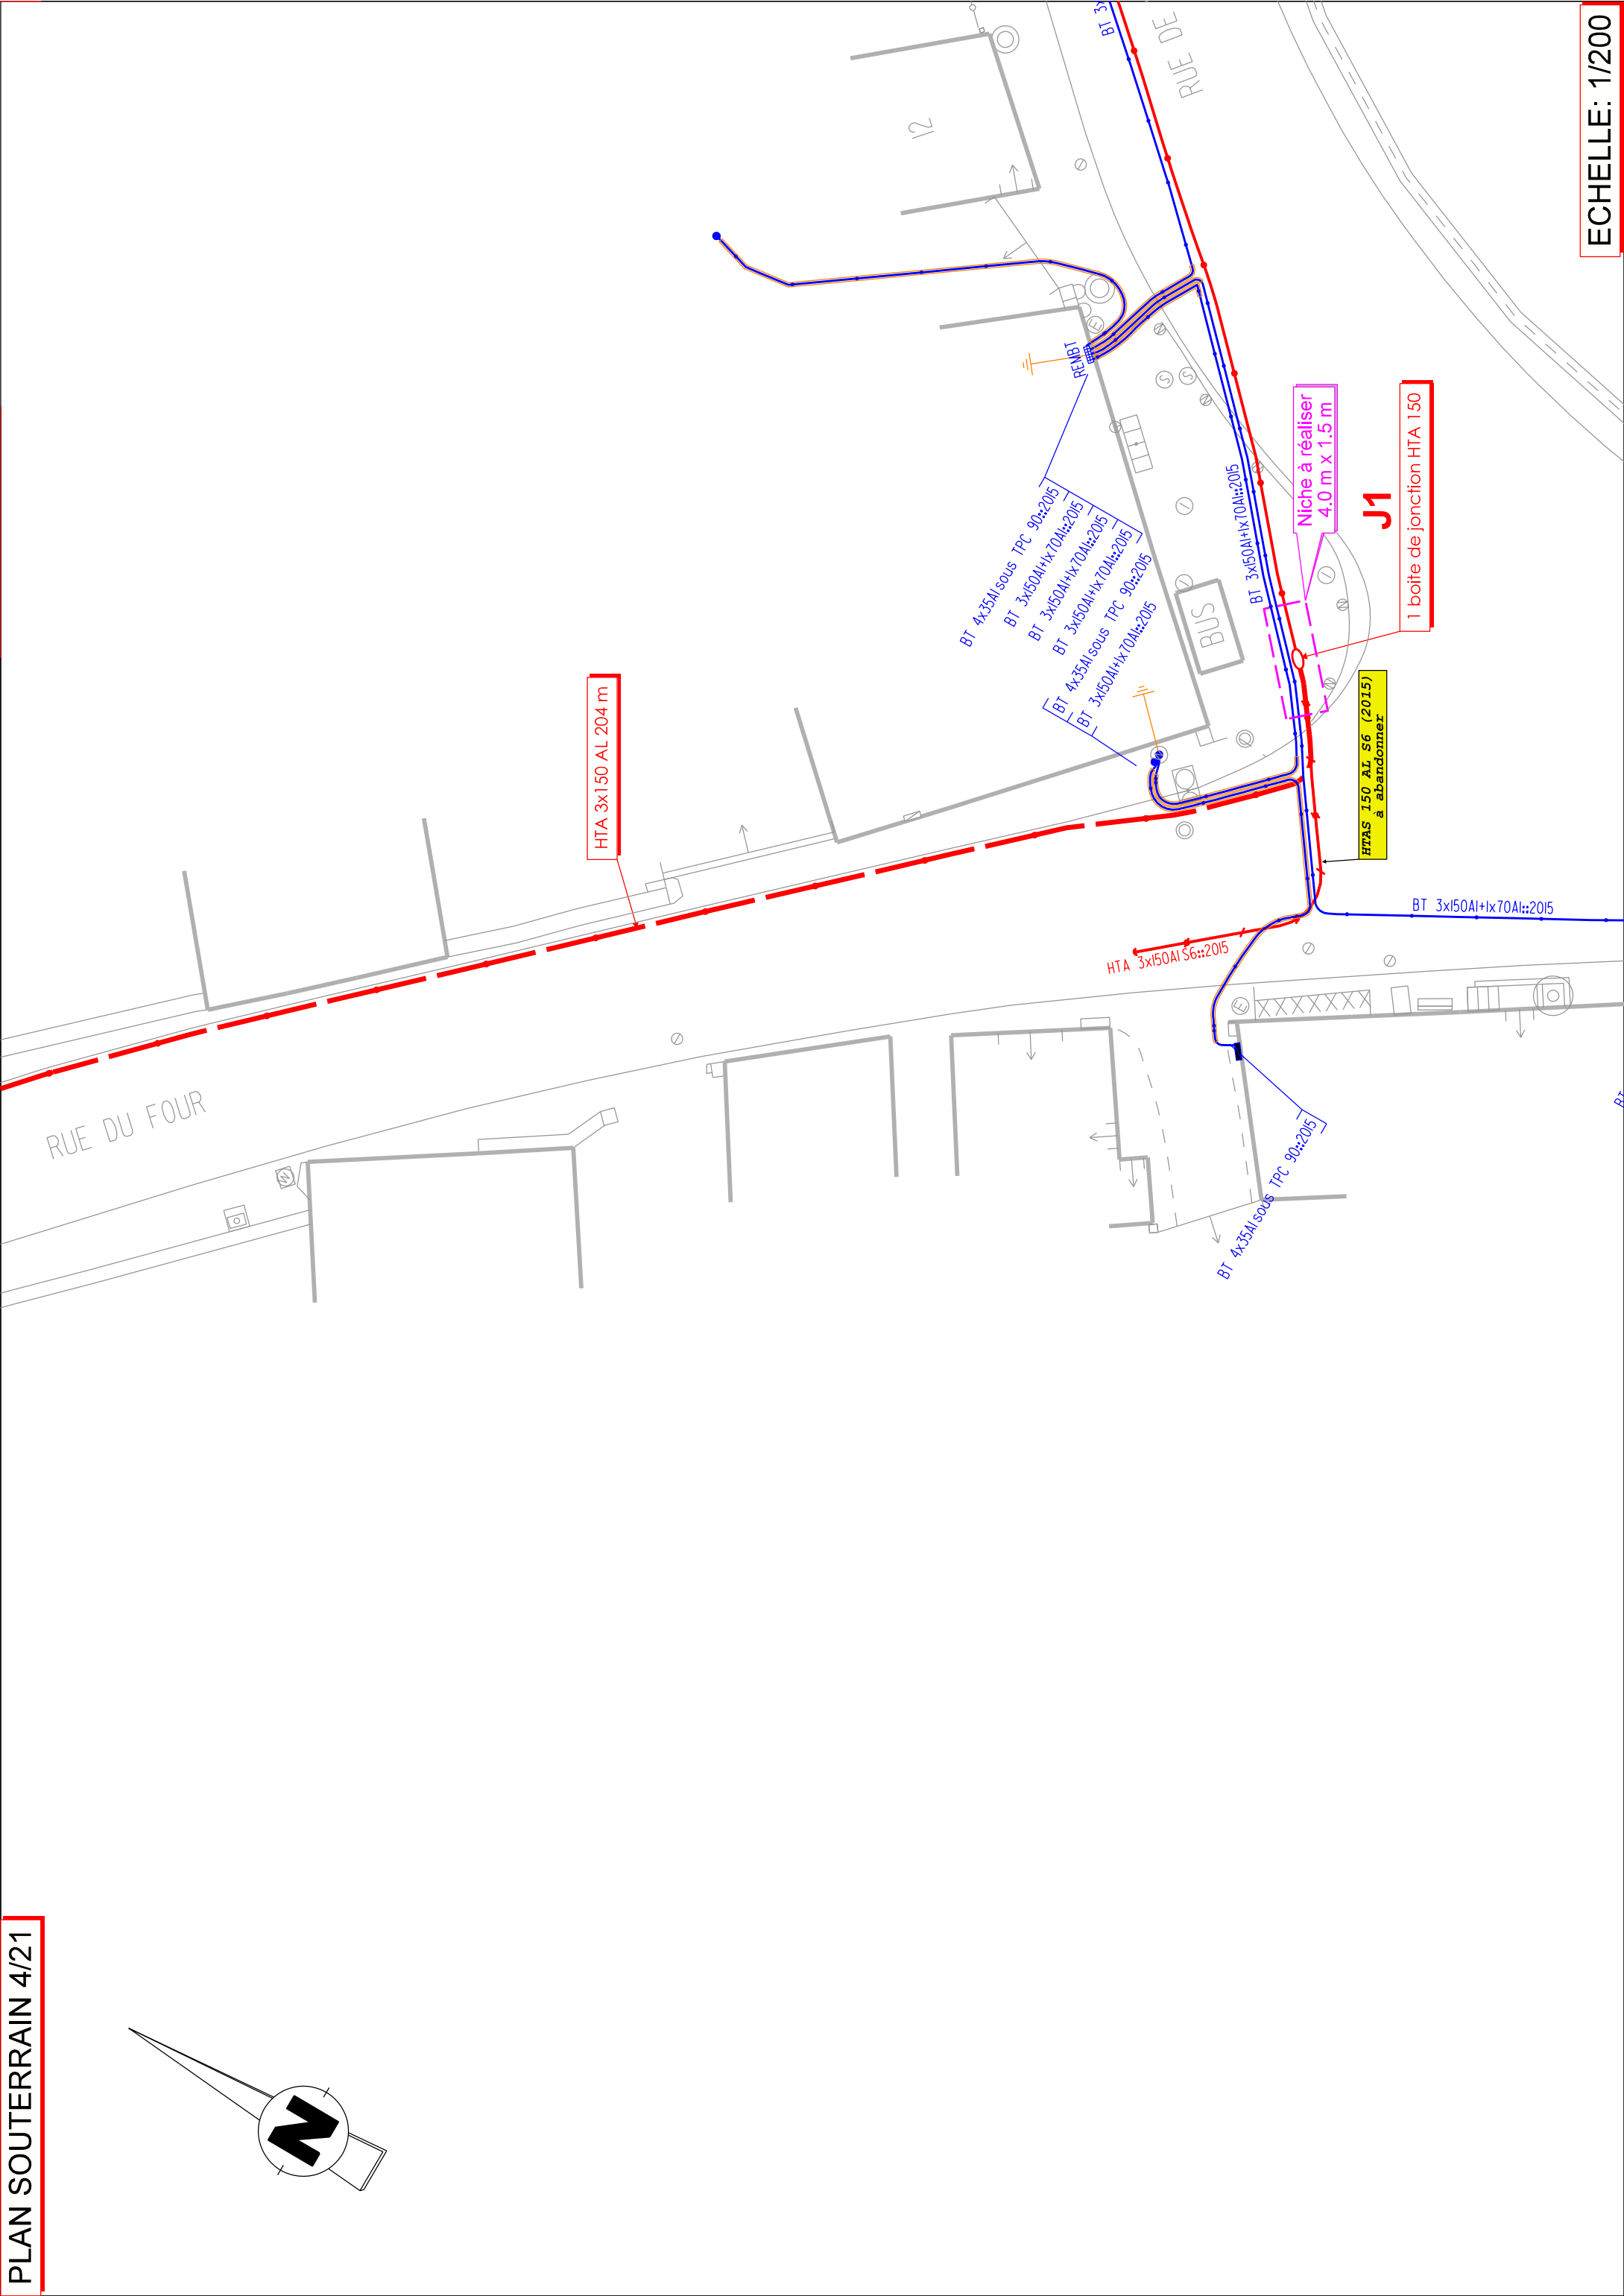 PLAN SOUTERRAIN 4/21
ECHELLE: 1/200
RUE DU FOUR
RUE DE
12
BUS
HTA 3x150 AL 204 m
REMBT
BT 4x35Al sous TPC 90::2015
BT 3x150Al+1x70Al::2015
BT 3x150Al+1x70Al::2015
BT 3x150Al+1x70Al::2015
BT 4x35Al sous TPC 90::2015
BT 3x150Al+1x70Al::2015
BT 3x150Al+1x70Al::2015
Niche à réaliser
4.0 m x 1.5 m
J1
1 boite de jonction HTA 150
HTAS 150 AL S6 (2015)
à abandonner
HTA 3x150Al S6::2015
BT 3x150Al+1x70Al::2015
BT 4x35Al sous TPC 90::2015
BT
N
E
E
S
S